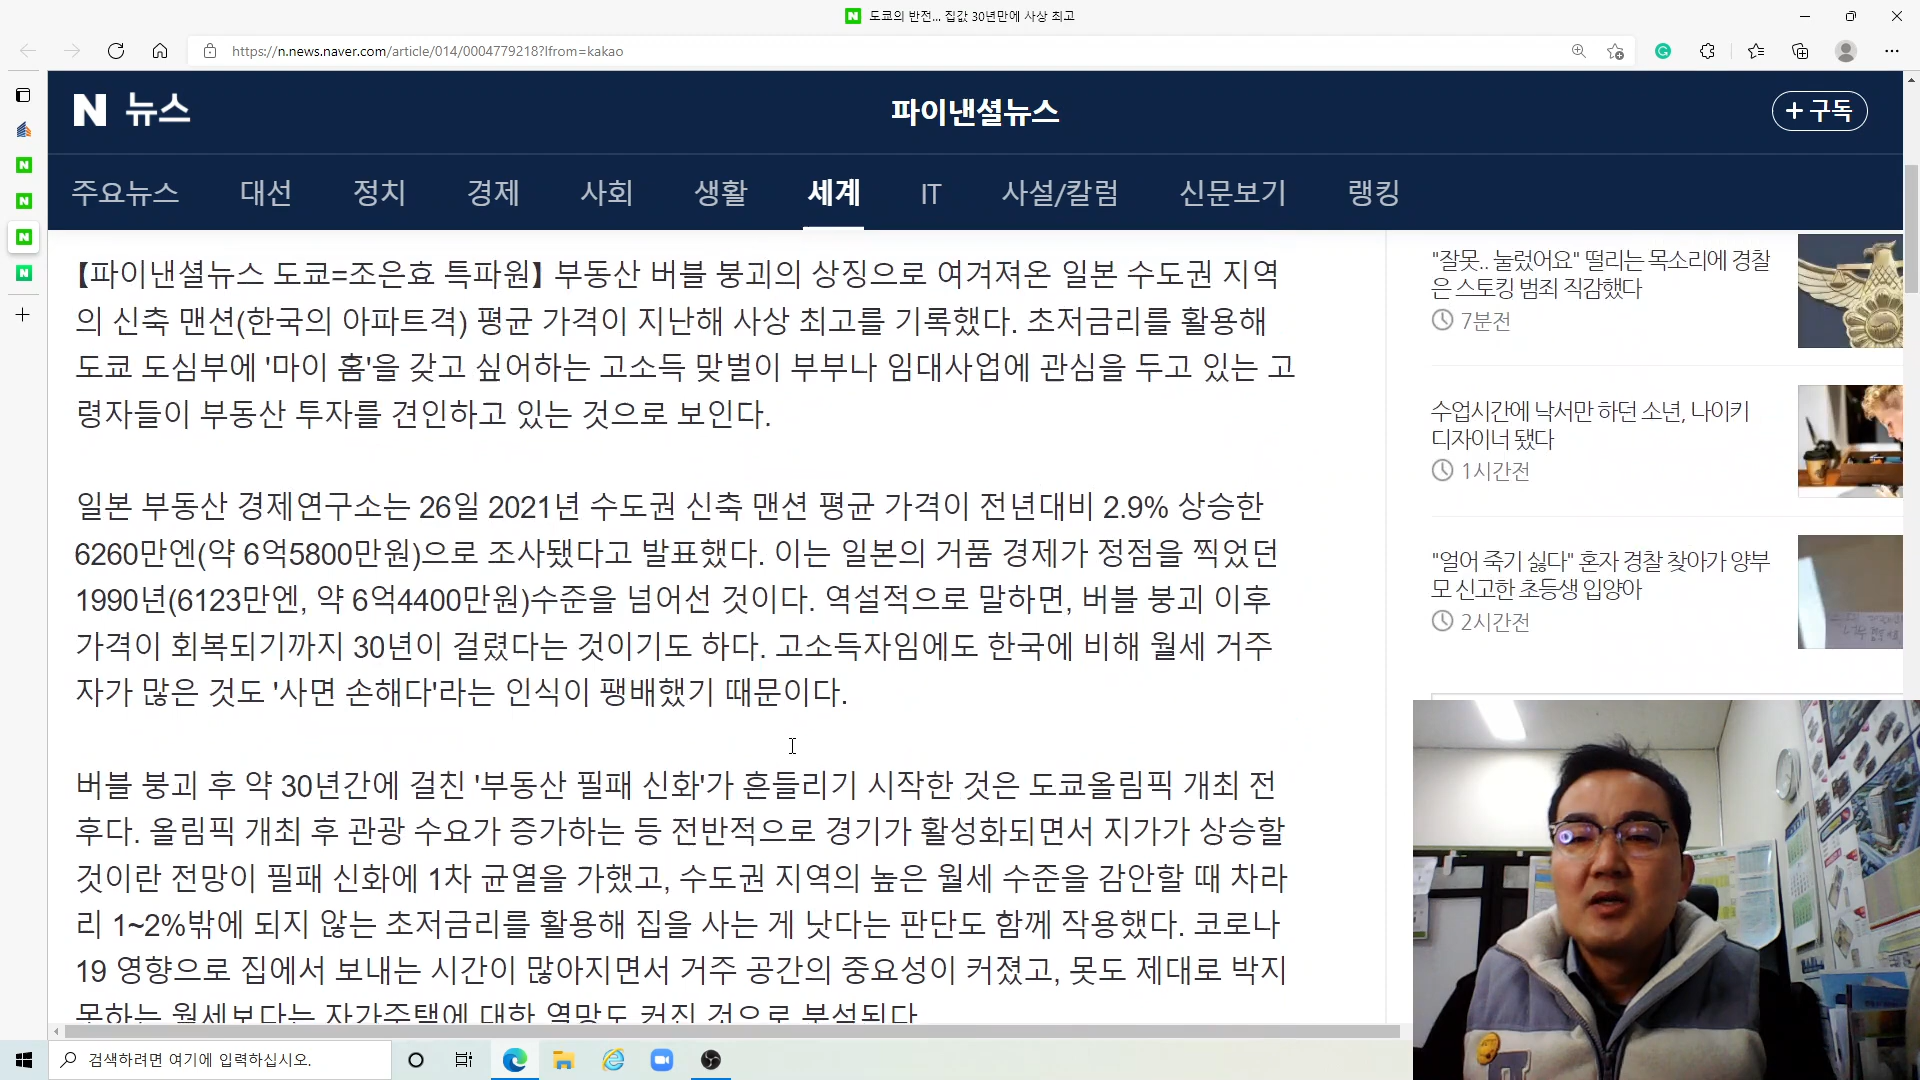 도쿄의 반전... 집값 30년만에 사상 최고
https://n.news.naver.com/article/014/0004779218?lfrom=kakao
N 뉴스
파이낸셜뉴스
+ 구독
주요뉴스 대선 정치 경제 사회 생활 세계 IT 사설/칼럼 신문보기 랭킹
【파이낸셜뉴스 도쿄=조은효 특파원】 부동산 버블 붕괴의 상징으로 여겨져온 일본 수도권 지역
의 신축 맨션(한국의 아파트격) 평균 가격이 지난해 사상 최고를 기록했다. 초저금리를 활용해
도쿄 도심부에 '마이 홈'을 갖고 싶어하는 고소득 맞벌이 부부나 임대사업에 관심을 두고 있는 고
령자들이 부동산 투자를 견인하고 있는 것으로 보인다.
일본 부동산 경제연구소는 26일 2021년 수도권 신축 맨션 평균 가격이 전년대비 2.9% 상승한
6260만엔(약 6억5800만원)으로 조사됐다고 발표했다. 이는 일본의 거품 경제가 정점을 찍었던
1990년(6123만엔, 약 6억4400만원)수준을 넘어선 것이다. 역설적으로 말하면, 버블 붕괴 이후
가격이 회복되기까지 30년이 걸렸다는 것이기도 하다. 고소득자임에도 한국에 비해 월세 거주
자가 많은 것도 '사면 손해다'라는 인식이 팽배했기 때문이다.
버블 붕괴 후 약 30년간에 걸친 '부동산 필패 신화'가 흔들리기 시작한 것은 도쿄올림픽 개최 전
후다. 올림픽 개최 후 관광 수요가 증가하는 등 전반적으로 경기가 활성화되면서 지가가 상승할
것이란 전망이 필패 신화에 1차 균열을 가했고, 수도권 지역의 높은 월세 수준을 감안할 때 차라
리 1~2%밖에 되지 않는 초저금리를 활용해 집을 사는 게 낫다는 판단도 함께 작용했다. 코로나
19 영향으로 집에서 보내는 시간이 많아지면서 거주 공간의 중요성이 커졌고, 못도 제대로 박지
못하는 월세보다는 자가주택에 대한 열망도 커진 것으로 분석된다
"잘못.. 눌렀어요" 떨리는 목소리에 경찰
은 스토킹 범죄 직감했다
7분전
수업시간에 낙서만 하던 소년, 나이키
디자이너 됐다
1시간전
"얼어 죽기 싫다" 혼자 경찰 찾아가 양부
모 신고한 초등생 입양아
2시간전
검색하려면 여기에 입력하십시오.